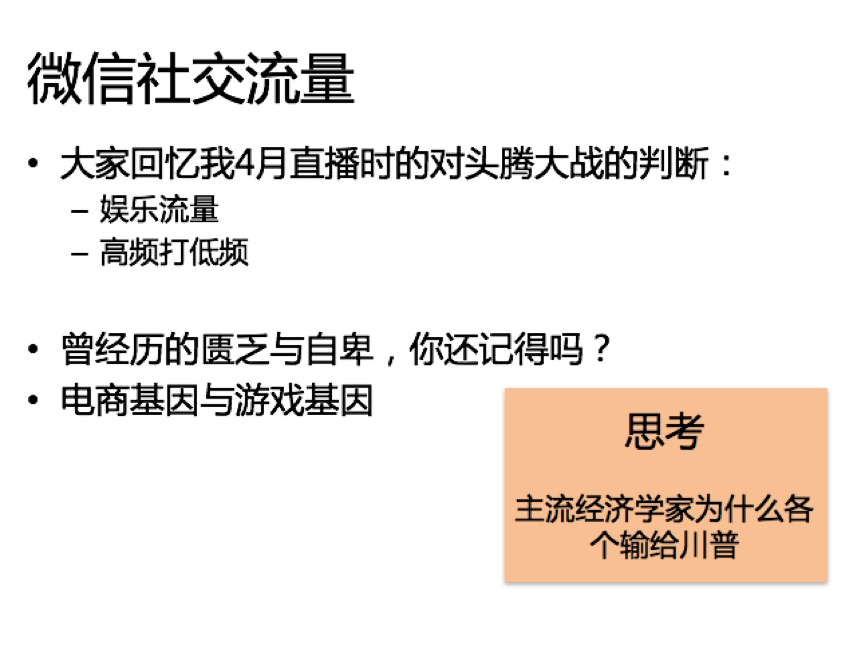 微信社交流量
• 大家回忆我4月直播时的对头腾大战的判断：
– 娱乐流量
– 高频打低频
• 曾经历的匮乏与自卑，你还记得吗？
• 电商基因与游戏基因
思考
主流经济学家为什么各
个输给川普